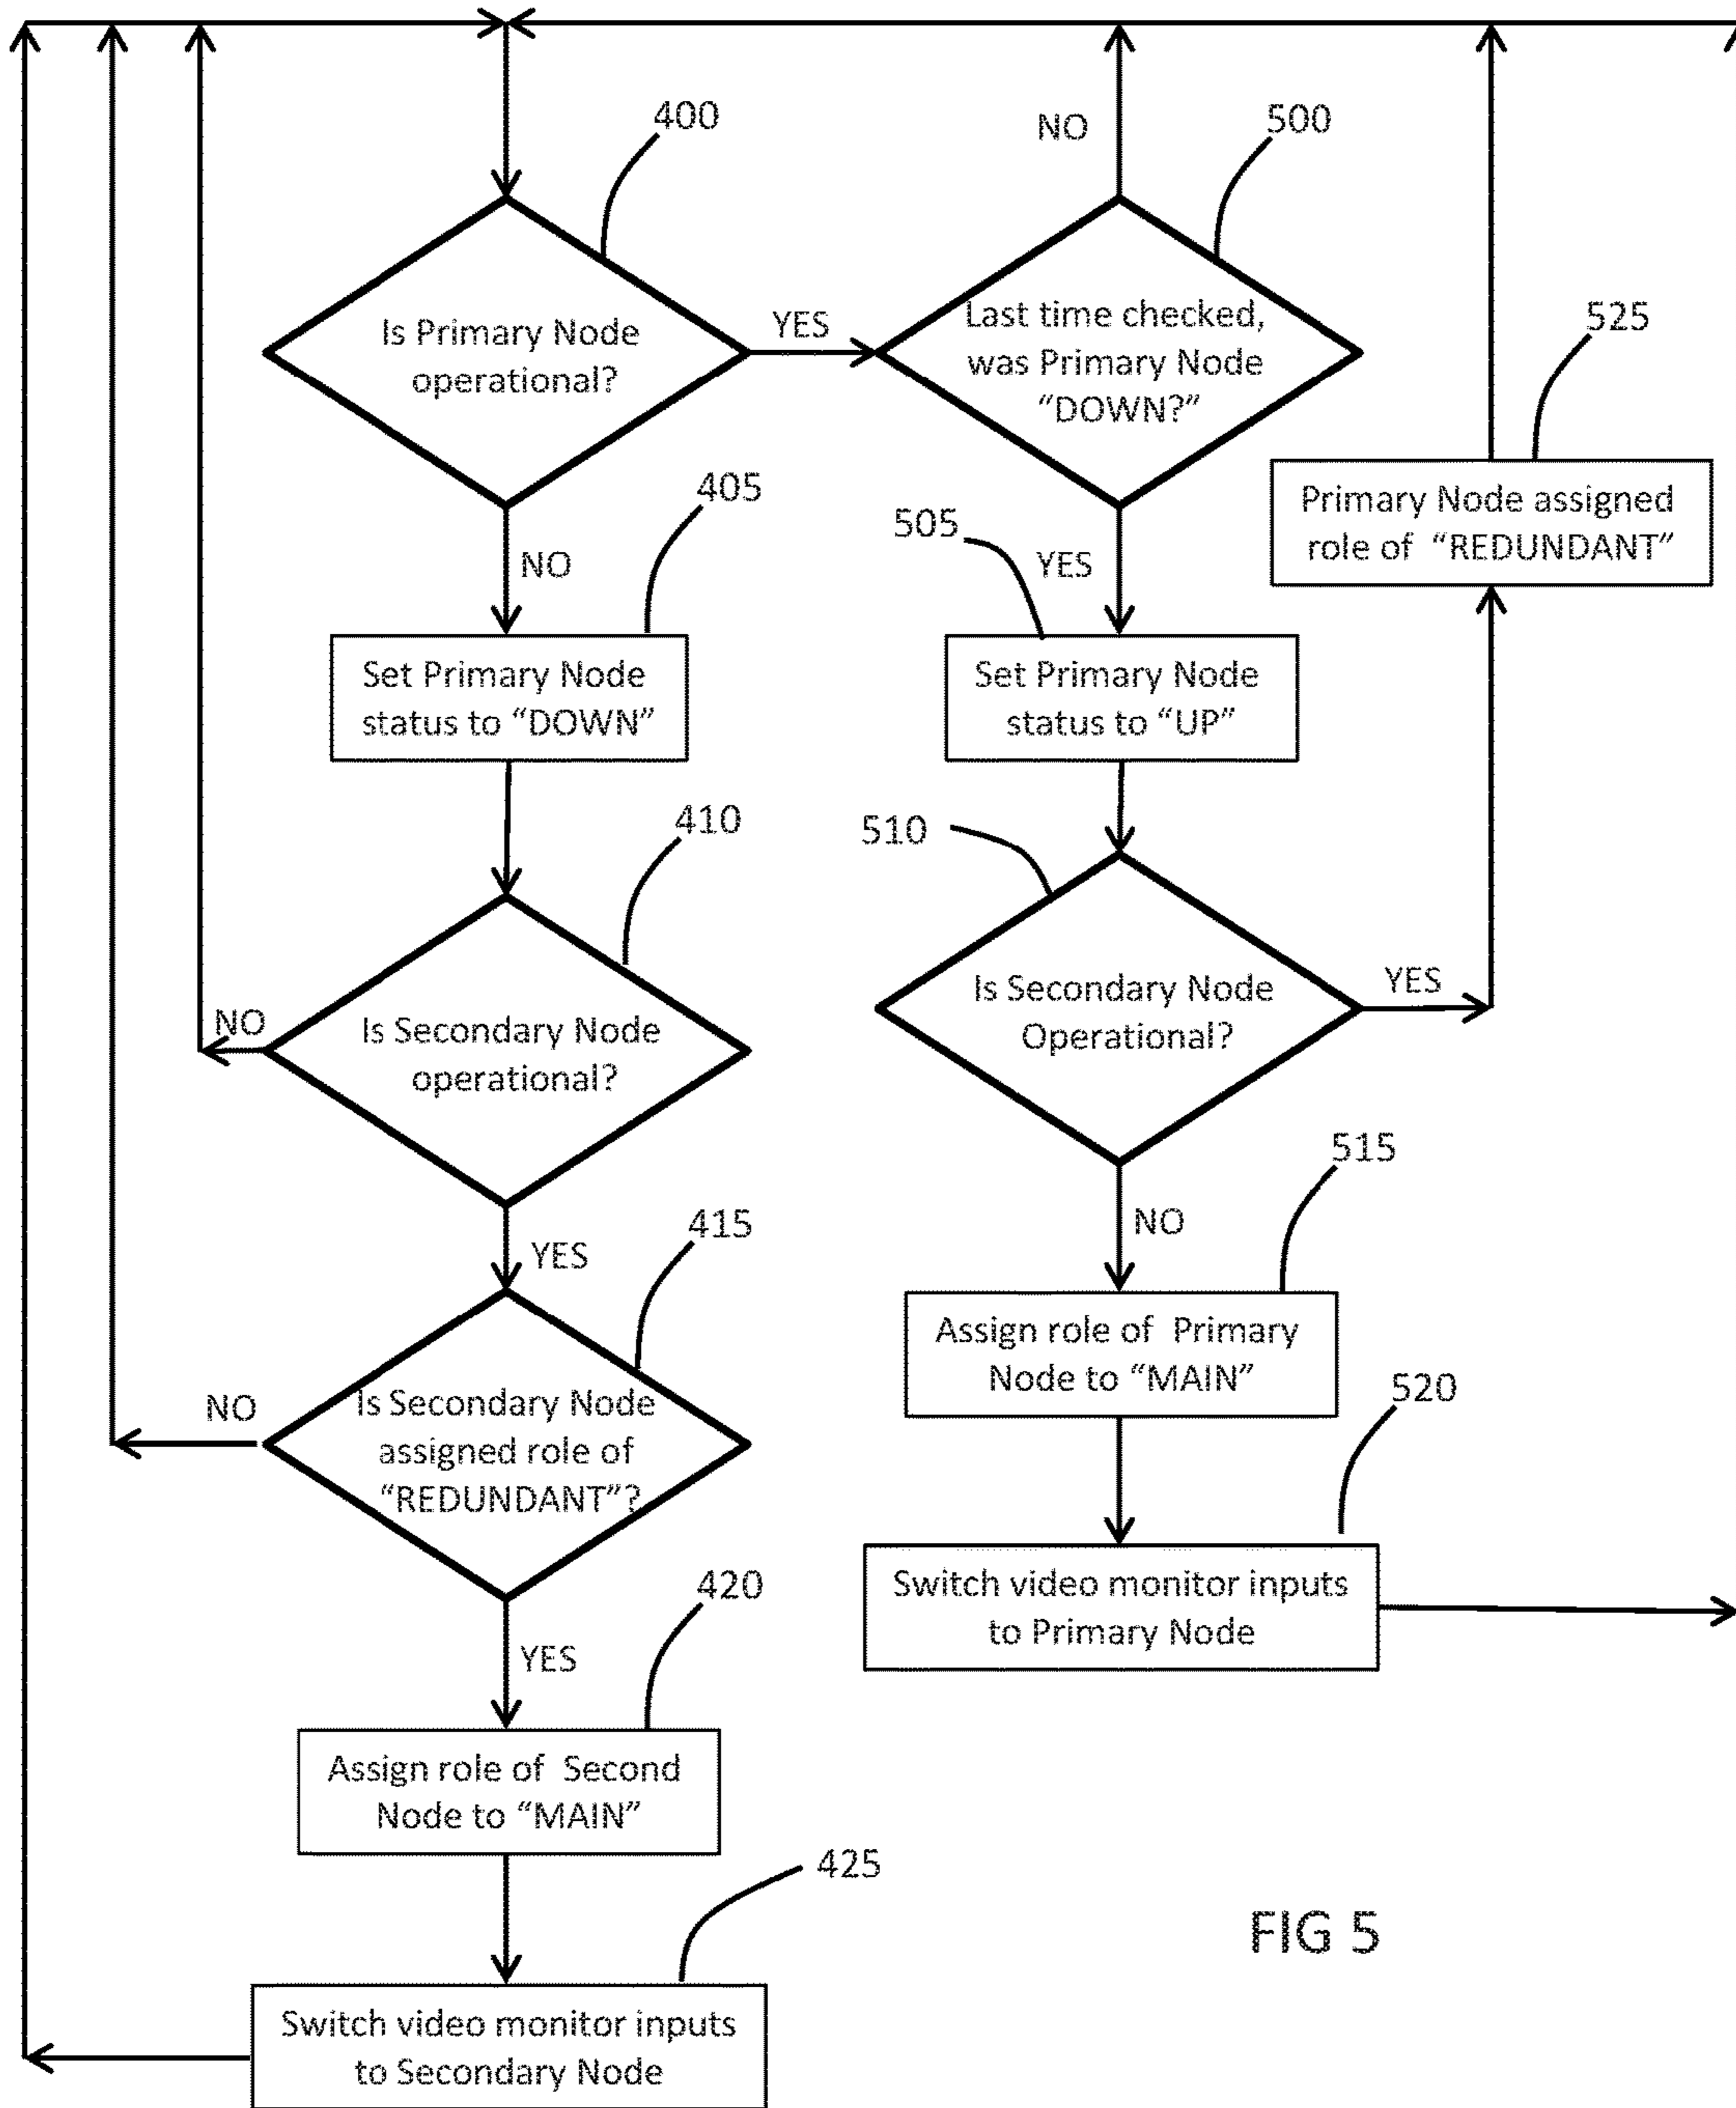 400
Is Primary Node
operational?
YES
NO
500
Last time checked,
was Primary Node
“DOWN?”
NO
YES
525
Primary Node assigned
role of “REDUNDANT”
405
Set Primary Node
status to “DOWN”
505
Set Primary Node
status to “UP”
410
Is Secondary Node
operational?
NO
YES
510
Is Secondary Node
Operational?
YES
NO
415
Is Secondary Node
assigned role of
“REDUNDANT”?
NO
YES
515
Assign role of Primary
Node to “MAIN”
520
Switch video monitor inputs
to Primary Node
420
Assign role of Second
Node to “MAIN”
425
Switch video monitor inputs
to Secondary Node
FIG 5